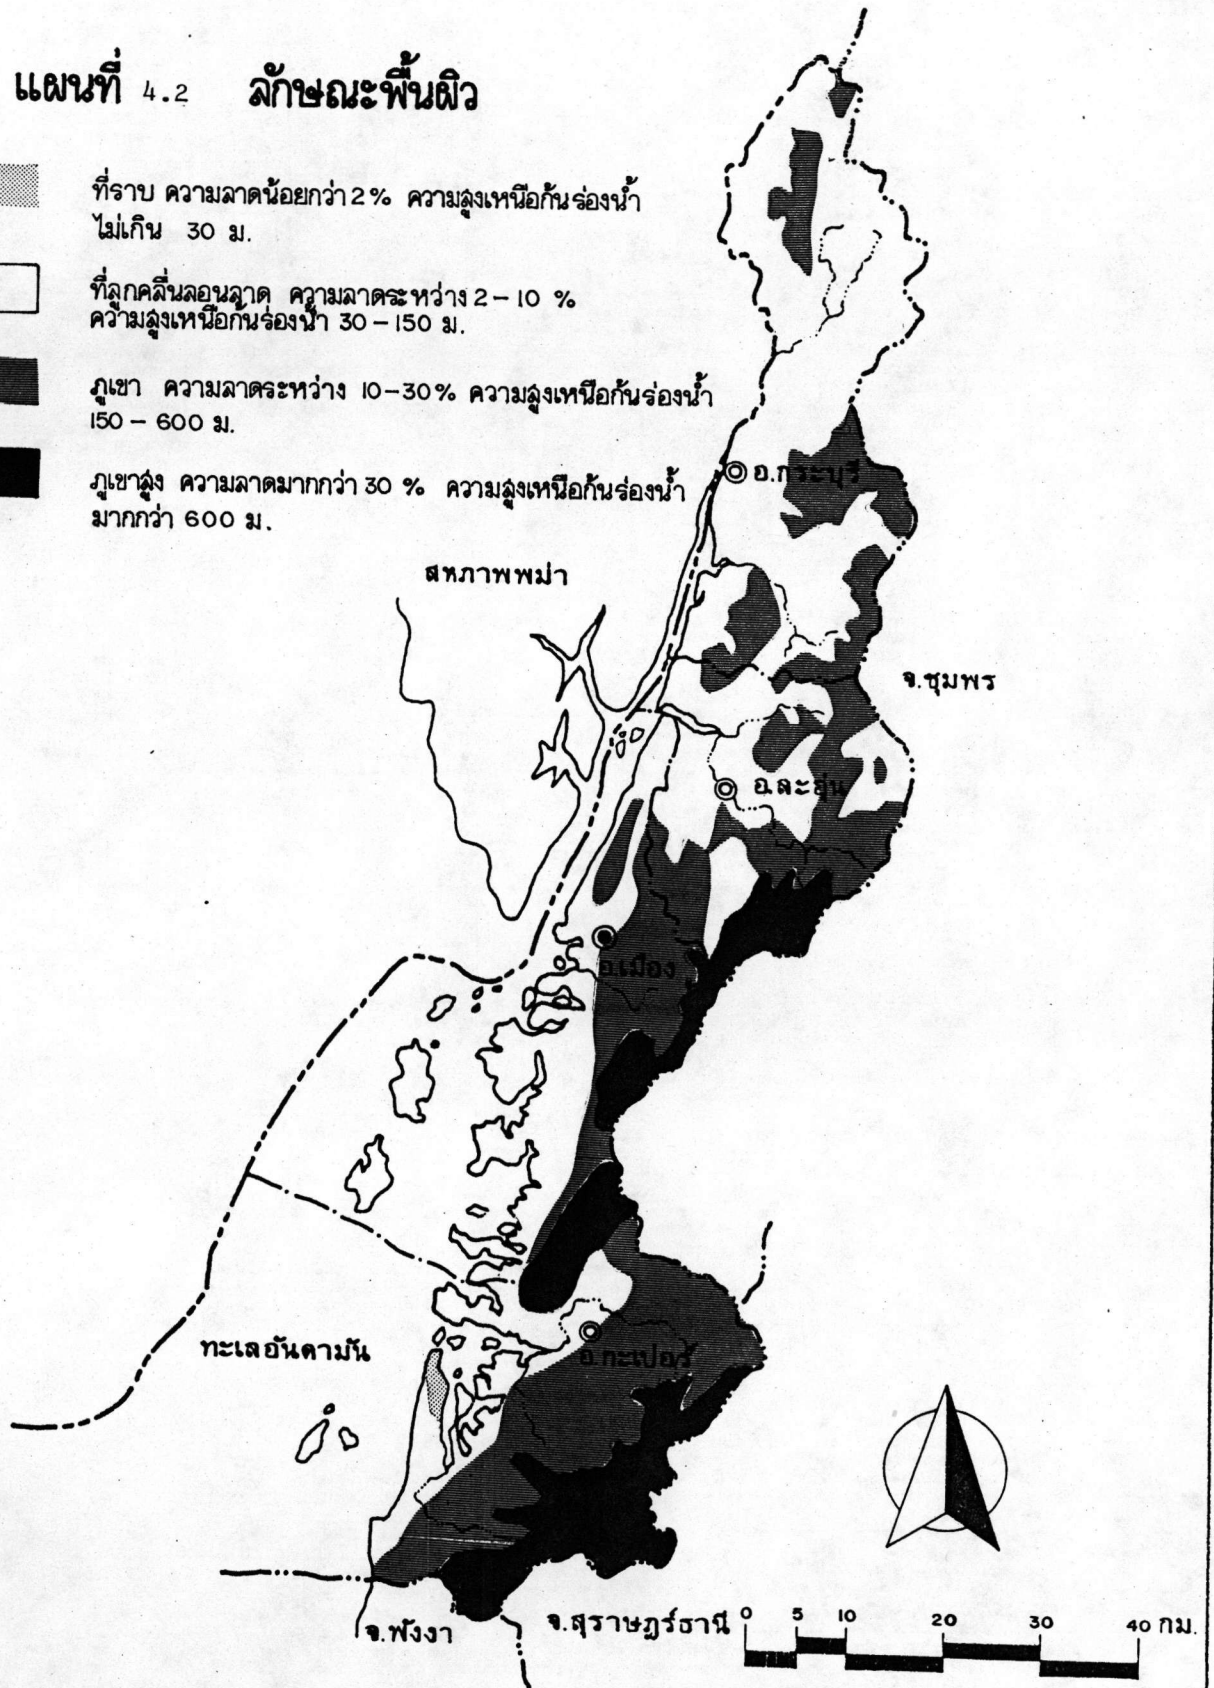 แผนที่ 4.2 ลักษณะพื้นผิว
ที่ราบ ความลาดน้อยกว่า 2% ความสูงเหนือก้นร่องน้ำ
ไม่เกิน 30 ม.
ที่ลูกคลื่นลอนลาด ความลาดระหว่าง 2-10 %
ความสูงเหนือก้นร่องน้ำ 30-150 ม.
ภูเขา ความลาดระหว่าง 10-30% ความสูงเหนือก้นร่องน้ำ
150 - 600 ม.
ภูเขาสูง ความลาดมากกว่า 30 % ความสูงเหนือก้นร่องน้ำ
มากกว่า 600 ม.
อ.กระบุรี
สหภาพพม่า
จ.ชุมพร
อ.ละอุ่น
อ.เมือง
ทะเลอันดามัน
อ.กะเปอร์
จ.พังงา
จ.สุราษฎร์ธานี
0 5 10 20 30 40 กม.